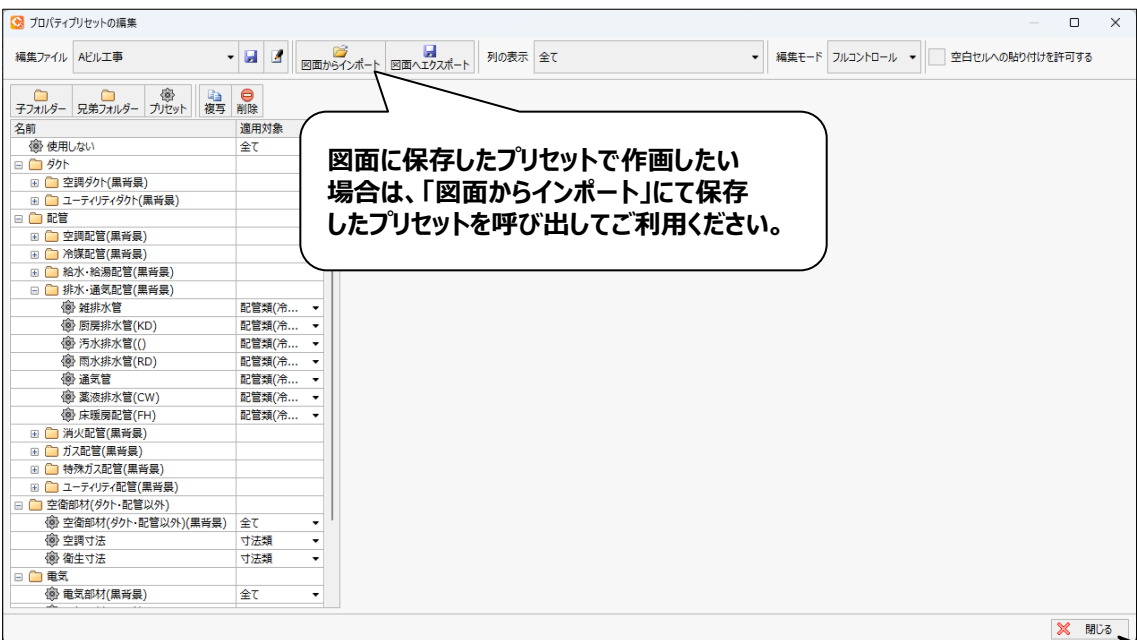 プロパティプリセットの編集
編集ファイル Aビル工事 図面からインポート 図面へエクスポート 列の表示 全て 編集モード フルコントロール 空白セルへの貼り付けを許可する
子フォルダー 兄弟フォルダー プリセット 複写 削除
名前 適用対象
使用しない 全て
ダクト
空調ダクト(黒背景)
ユーティリティダクト(黒背景)
配管
空調配管(黒背景)
冷媒配管(黒背景)
給水・給湯配管(黒背景)
排水・通気配管(黒背景)
雑排水管 配管類(冷...
厨房排水管(KD) 配管類(冷...
汚水排水管(() 配管類(冷...
雨水排水管(RD) 配管類(冷...
通気管 配管類(冷...
薬液排水管(CW) 配管類(冷...
床暖房配管(FH) 配管類(冷...
消火配管(黒背景)
ガス配管(黒背景)
特殊ガス配管(黒背景)
ユーティリティ配管(黒背景)
空衛部材(ダクト・配管以外)
空衛部材(ダクト・配管以外)(黒背景) 全て
空調寸法 寸法類
衛生寸法 寸法類
電気
電気部材(黒背景) 全て
図面に保存したプリセットで作画したい
場合は、「図面からインポート」にて保存
したプリセットを呼び出してご利用ください。
閉じる